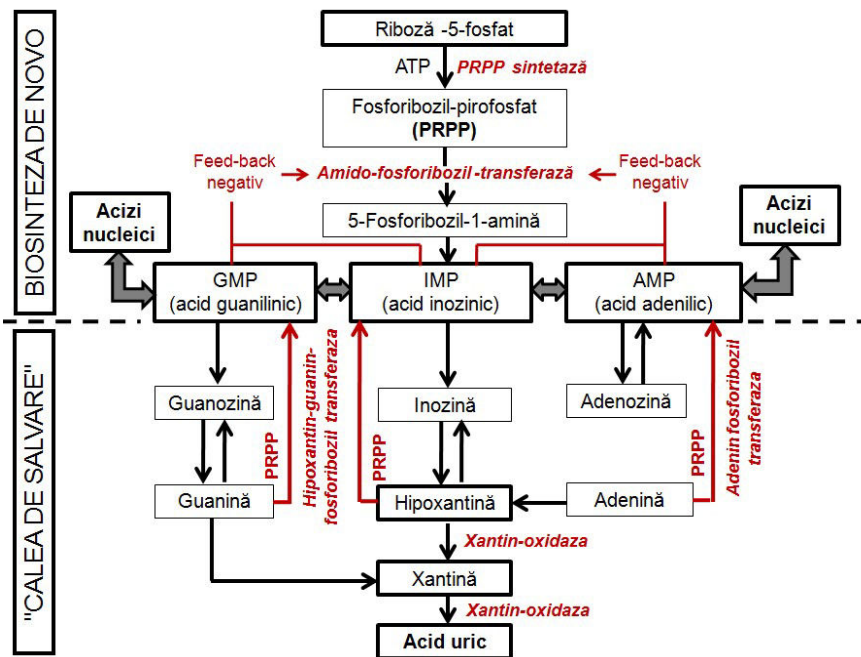 BIOSINTEZA DE NOVO
Riboză -5-fosfat
ATP
PRPP sintetază
Fosforibozil-pirofosfat
(PRPP)
Feed-back
negativ
Amido-fosforibozil-transferază
Feed-back
negativ
Acizi
nucleici
5-Fosforibozil-1-amină
Acizi
nucleici
GMP
(acid guanilinic)
IMP
(acid inozinic)
AMP
(acid adenilic)
"CALEA DE SALVARE"
Guanozină
PRPP
Hipoxantin-guanin-
fosforibozil transferaza
Inozină
PRPP
Adenozină
PRPP
Adenin fosforibozil
transferaza
Guanină
Hipoxantină
Adenină
Xantin-oxidaza
Xantină
Xantin-oxidaza
Acid uric